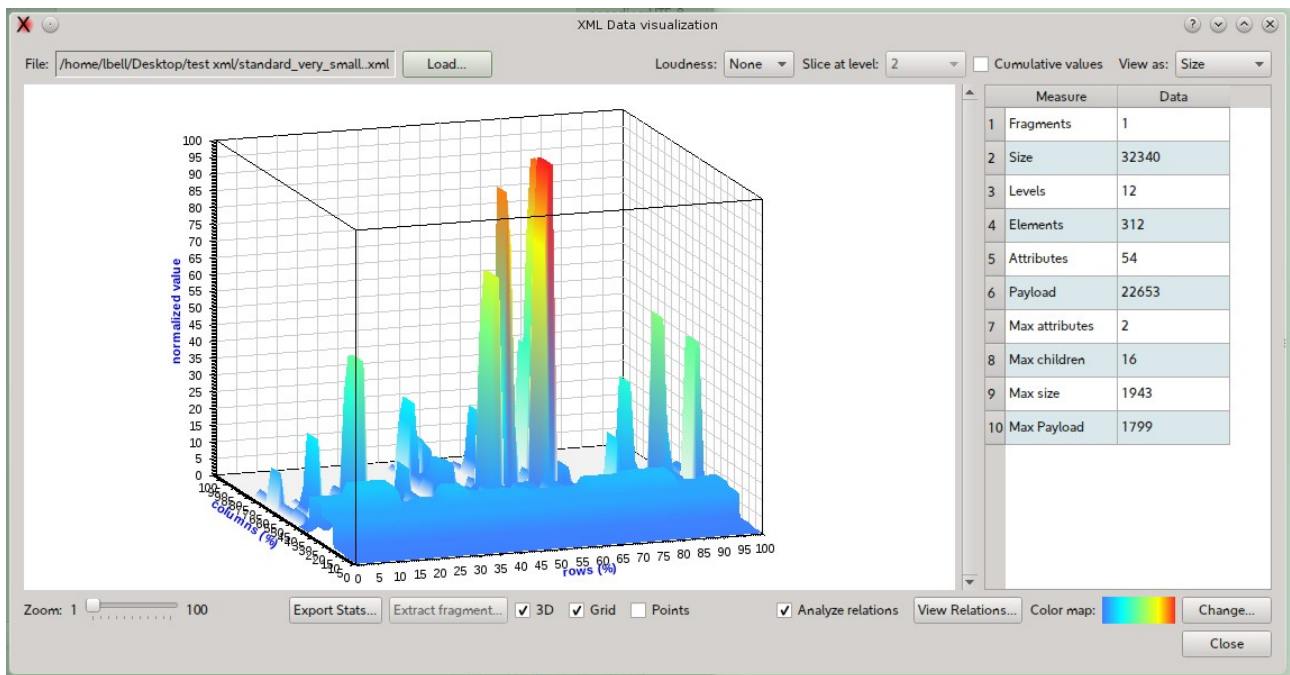 XML Data visualization
File: /home/lbell/Desktop/test xml/standard_very_small..xml Load... Loudness: None Slice at level: 2 Cumulative values View as: Size
Measure Data
1 Fragments 1
2 Size 32340
3 Levels 12
4 Elements 312
5 Attributes 54
6 Payload 22653
7 Max attributes 2
8 Max children 16
9 Max size 1943
10 Max Payload 1799
normalized value
100
95
90
85
80
75
70
65
60
55
50
45
40
35
30
25
20
15
10
5
0
columns (%)
0 5 10 15 20 25 30 35 40 45 50 55 60 65 70 75 80 85 90 95 100
rows (%)
Zoom: 1 100 Export Stats... Extract fragment... 3D Grid Points Analyze relations View Relations... Color map: Change...
Close